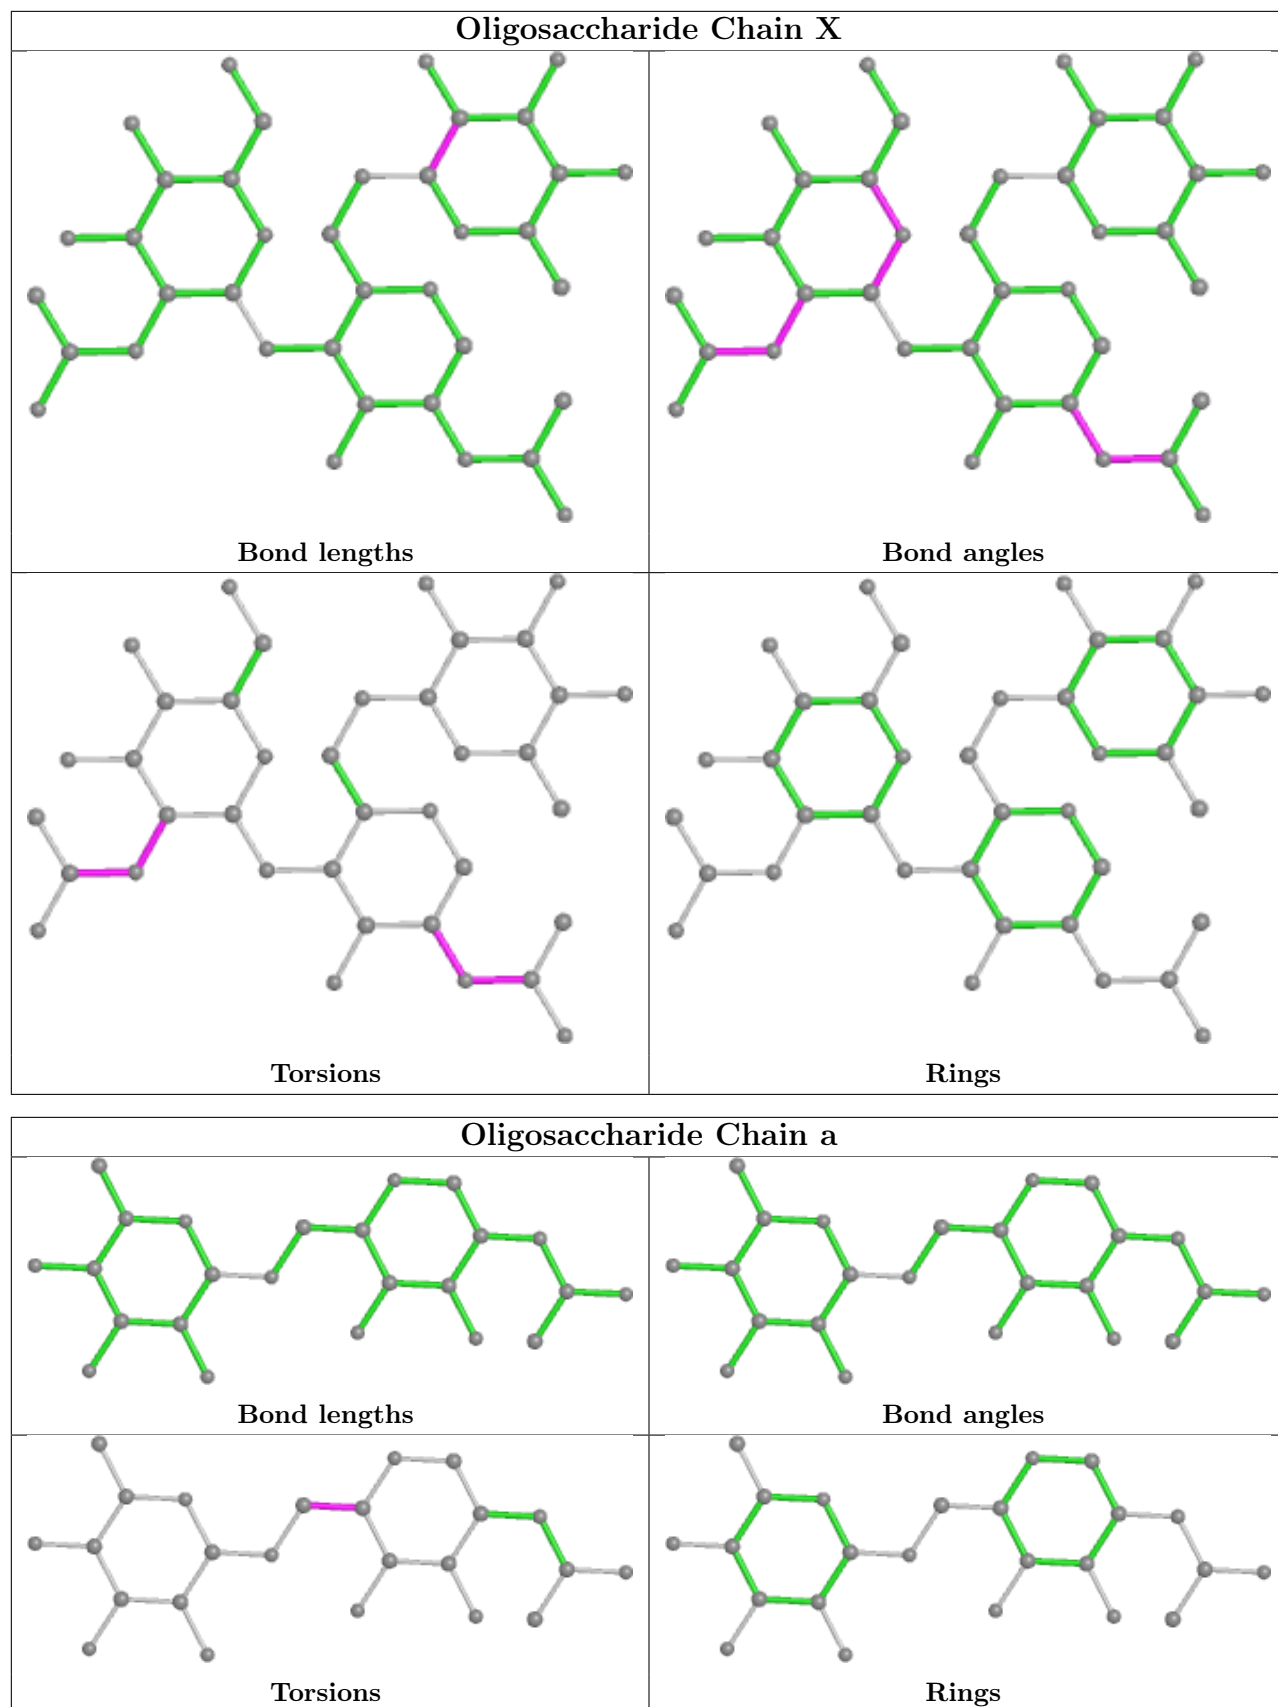 Oligosaccharide Chain X
Bond lengths
Bond angles
Torsions
Rings
Oligosaccharide Chain a
Bond lengths
Bond angles
Torsions
Rings